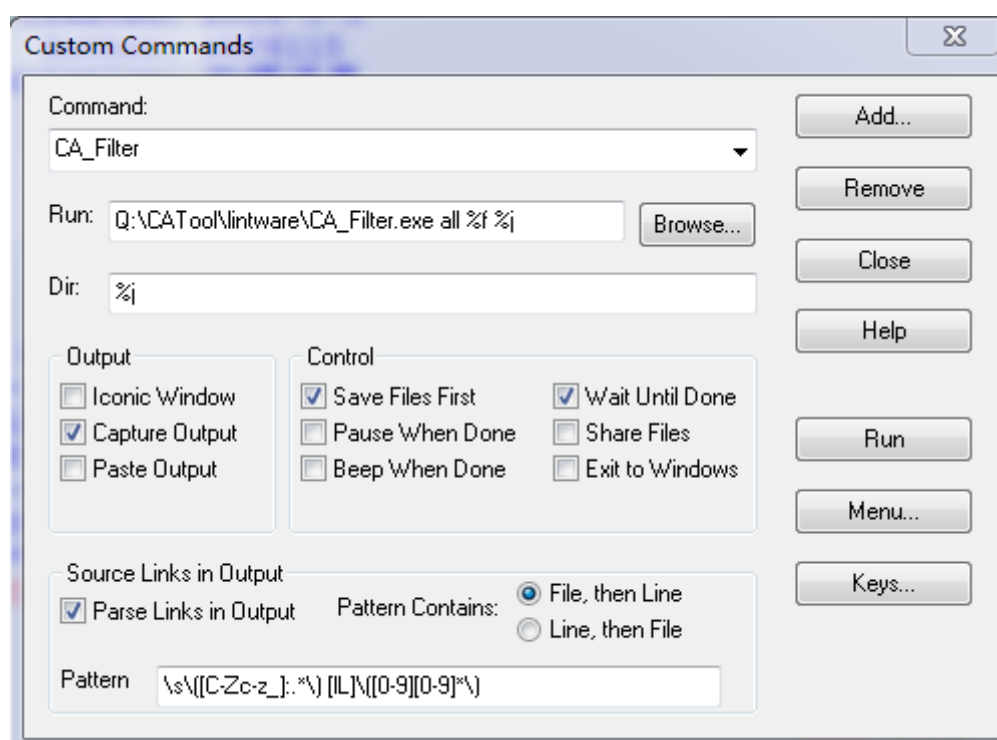 Custom Commands
Command:
Add...
CA_Filter
Remove
Run: Q:\CATool\lintware\CA_Filter.exe all %f %j Browse...
Close
Dir: %j
Help
Output Control
Iconic Window Save Files First Wait Until Done
Capture Output Pause When Done Share Files Run
Paste Output Beep When Done Exit to Windows
Menu...
Source Links in Output
Parse Links in Output Pattern Contains: File, then Line Keys...
Line, then File
Pattern \s\([C-Zc-z_]:.*\) [lL]\([0-9][0-9]*\)